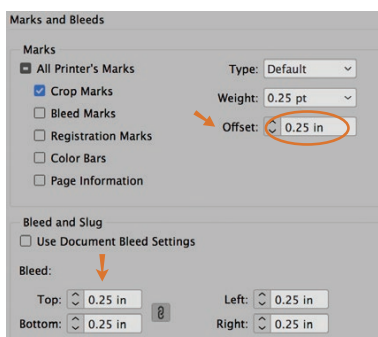 Marks and Bleeds
Marks
All Printer's Marks
Type: Default
Crop Marks
Weight: 0.25 pt
Bleed Marks
Offset: 0.25 in
Registration Marks
Color Bars
Page Information
Bleed and Slug
Use Document Bleed Settings
Bleed:
Top: 0.25 in
Left: 0.25 in
Bottom: 0.25 in
Right: 0.25 in